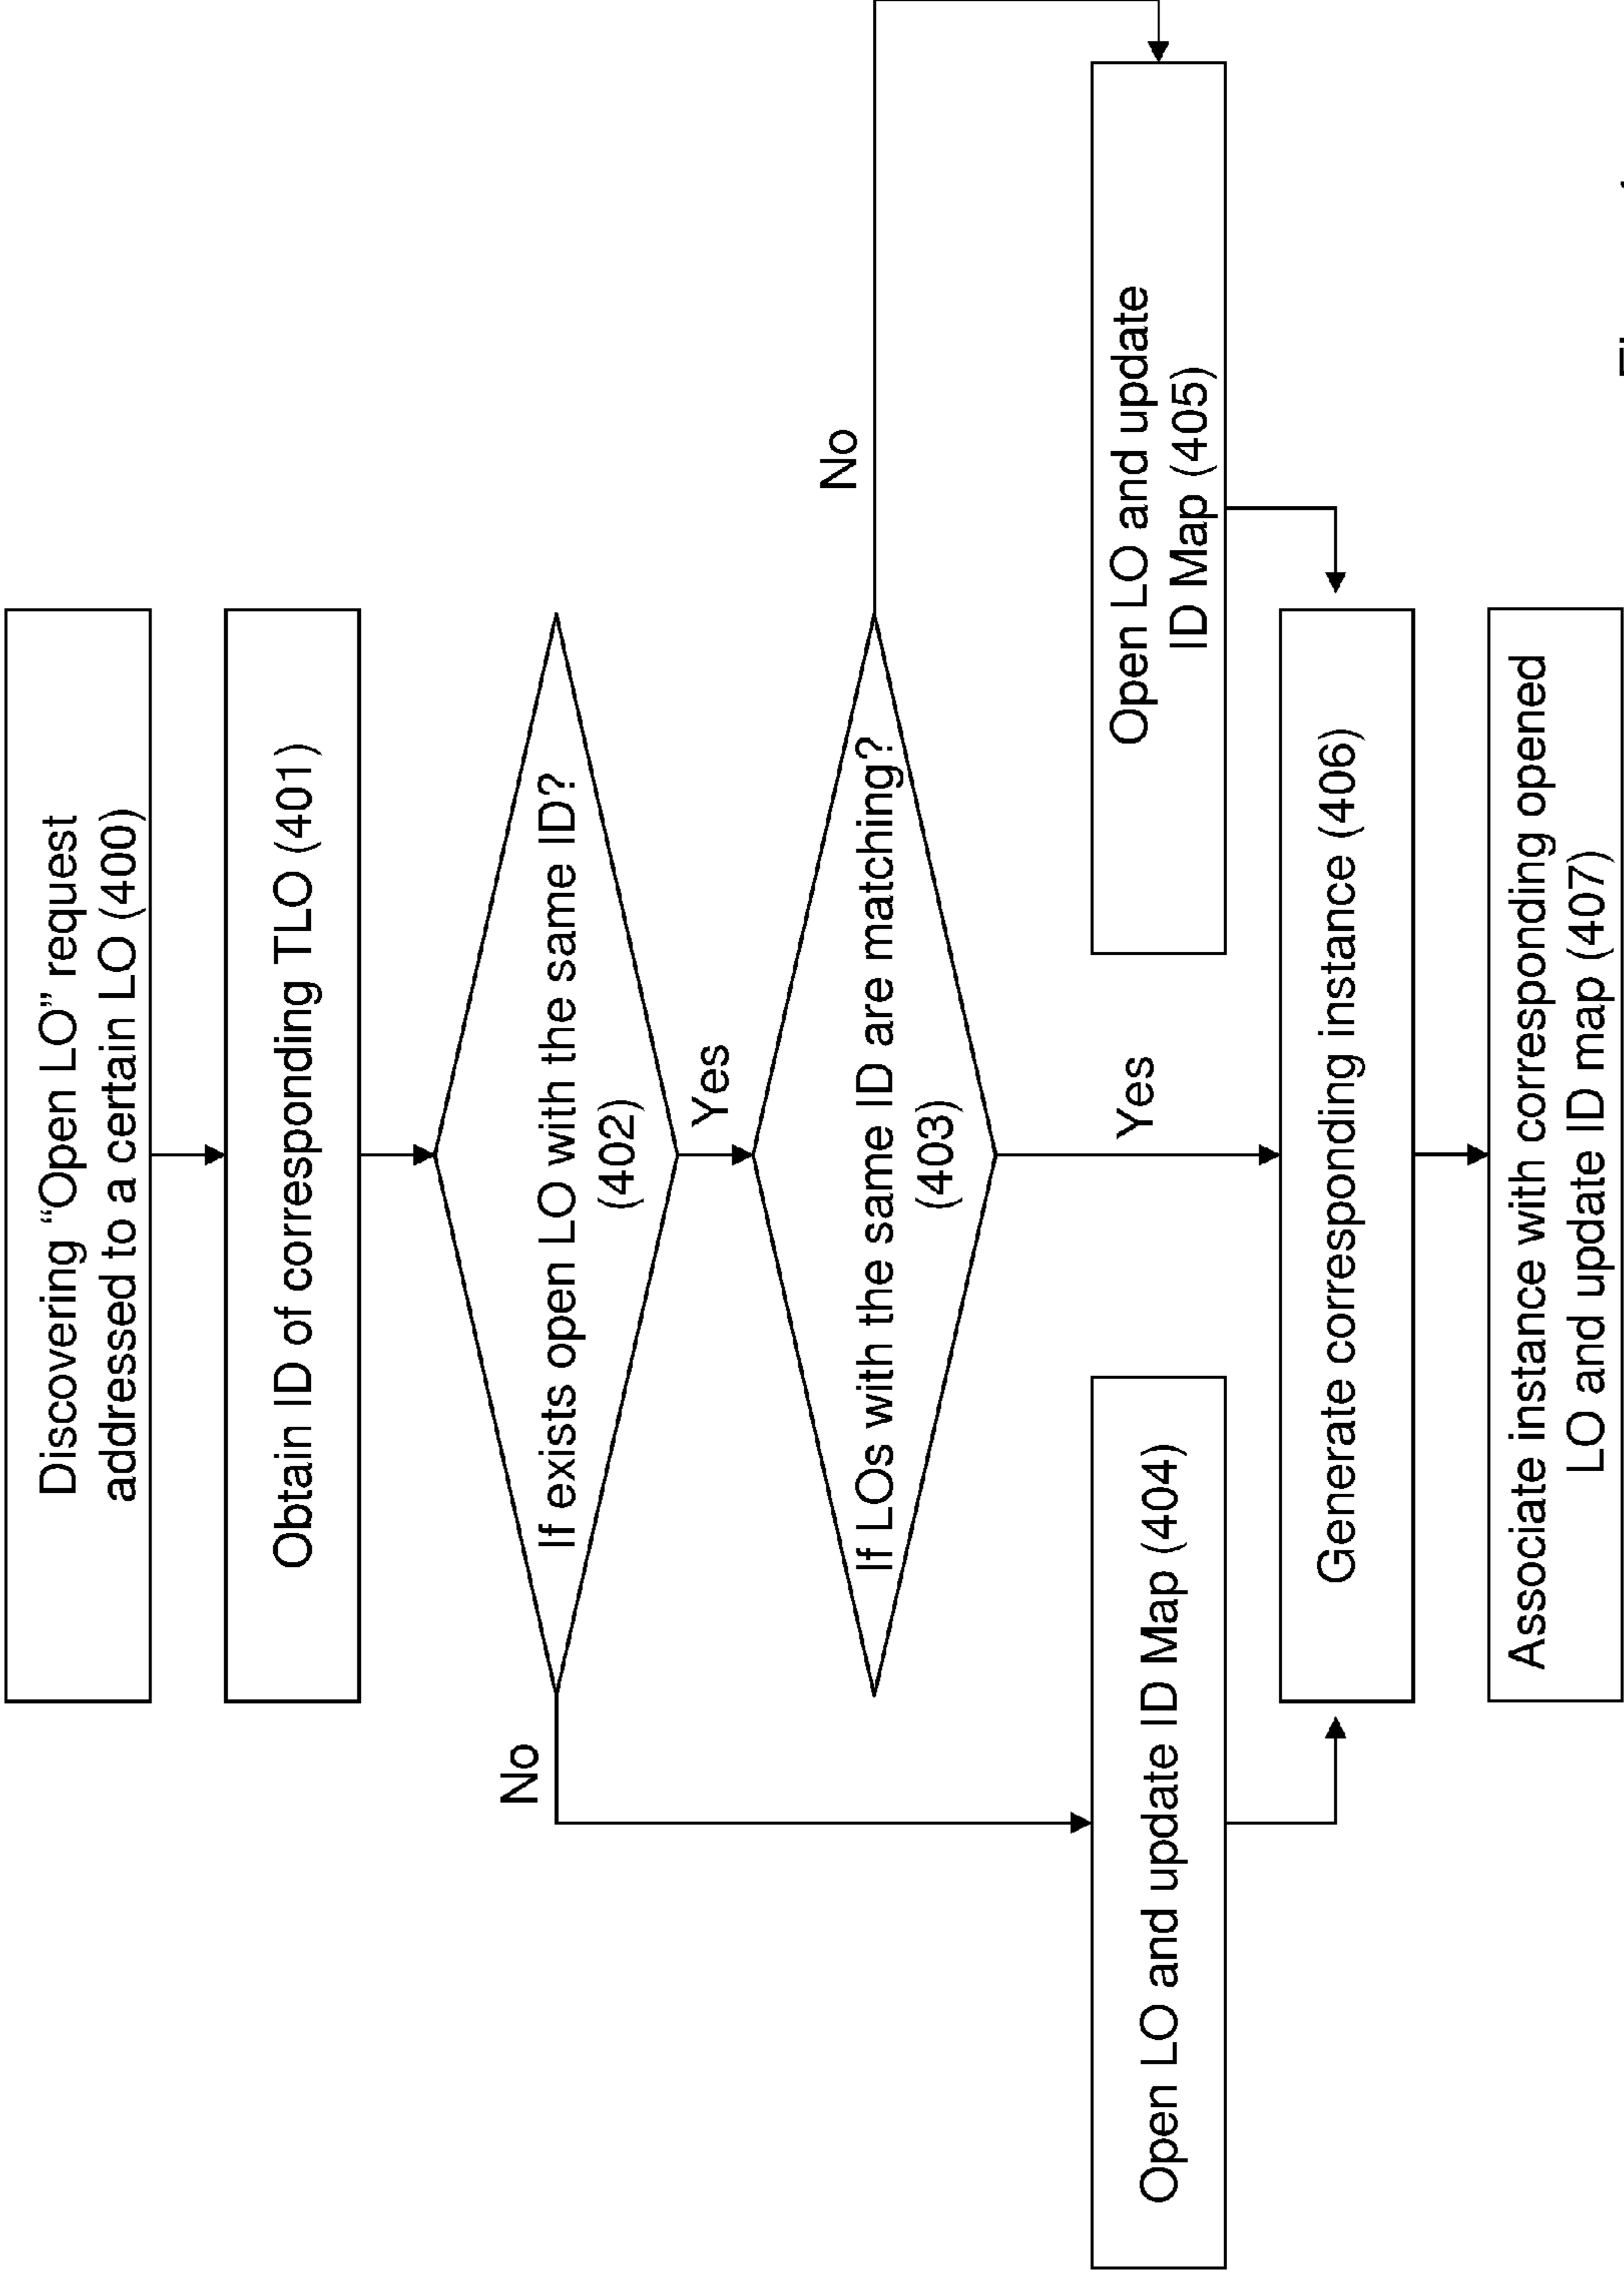 Discovering “Open LO” request
addressed to a certain LO (400)
Obtain ID of corresponding TLO (401)
If exists open LO with the same ID?
(402)
No
Yes
If LOs with the same ID are matching?
(403)
No
Yes
Open LO and update ID Map (404)
Open LO and update
ID Map (405)
Generate corresponding instance (406)
Associate instance with corresponding opened
LO and update ID map (407)